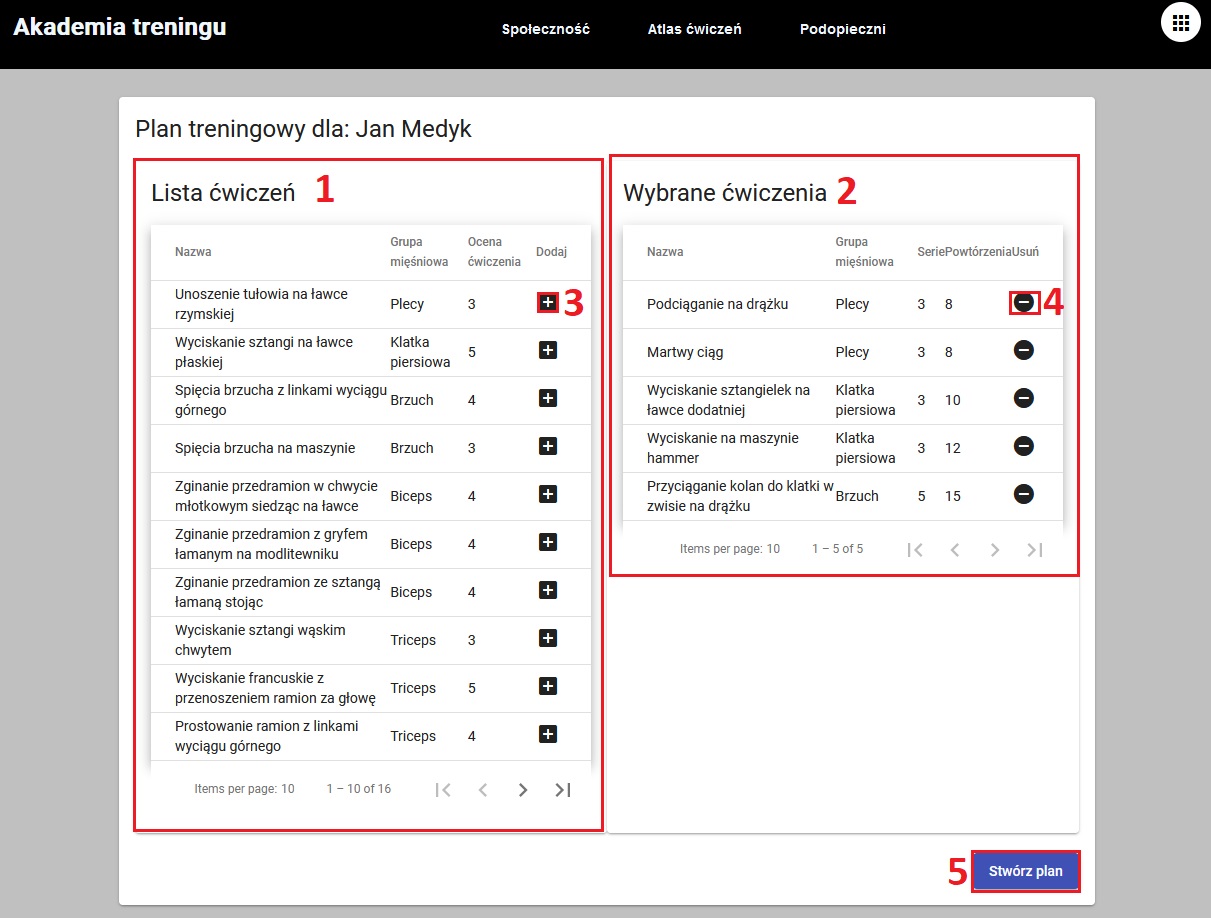 Akademia treningu
Społeczność Atlas ćwiczeń Podopieczni
Plan treningowy dla: Jan Medyk
Lista ćwiczeń 1
Nazwa Grupa mięśniowa Ocena ćwiczenia Dodaj
Unoszenie tułowia na ławce rzymskiej Plecy 3 3
Wyciskanie sztangi na ławce płaskiej Klatka piersiowa 5
Spięcia brzucha z linkami wyciągu górnego Brzuch 4
Spięcia brzucha na maszynie Brzuch 3
Zginanie przedramion w chwycie młotkowym siedząc na ławce Biceps 4
Zginanie przedramion z gryfem łamanym na modlitewniku Biceps 4
Zginanie przedramion ze sztangą łamaną stojąc Biceps 4
Wyciskanie sztangi wąskim chwytem Triceps 3
Wyciskanie francuskie z przenoszeniem ramion za głowę Triceps 5
Prostowanie ramion z linkami wyciągu górnego Triceps 4
Items per page: 10 1 – 10 of 16
Wybrane ćwiczenia 2
Nazwa Grupa mięśniowa Serie Powtórzenia Usuń
Podciąganie na drążku Plecy 3 8 4
Martwy ciąg Plecy 3 8
Wyciskanie sztangielek na ławce dodatniej Klatka piersiowa 3 10
Wyciskanie na maszynie hammer Klatka piersiowa 3 12
Przyciąganie kolan do klatki w zwisie na drążku Brzuch 5 15
Items per page: 10 1 – 5 of 5
5 Stwórz plan